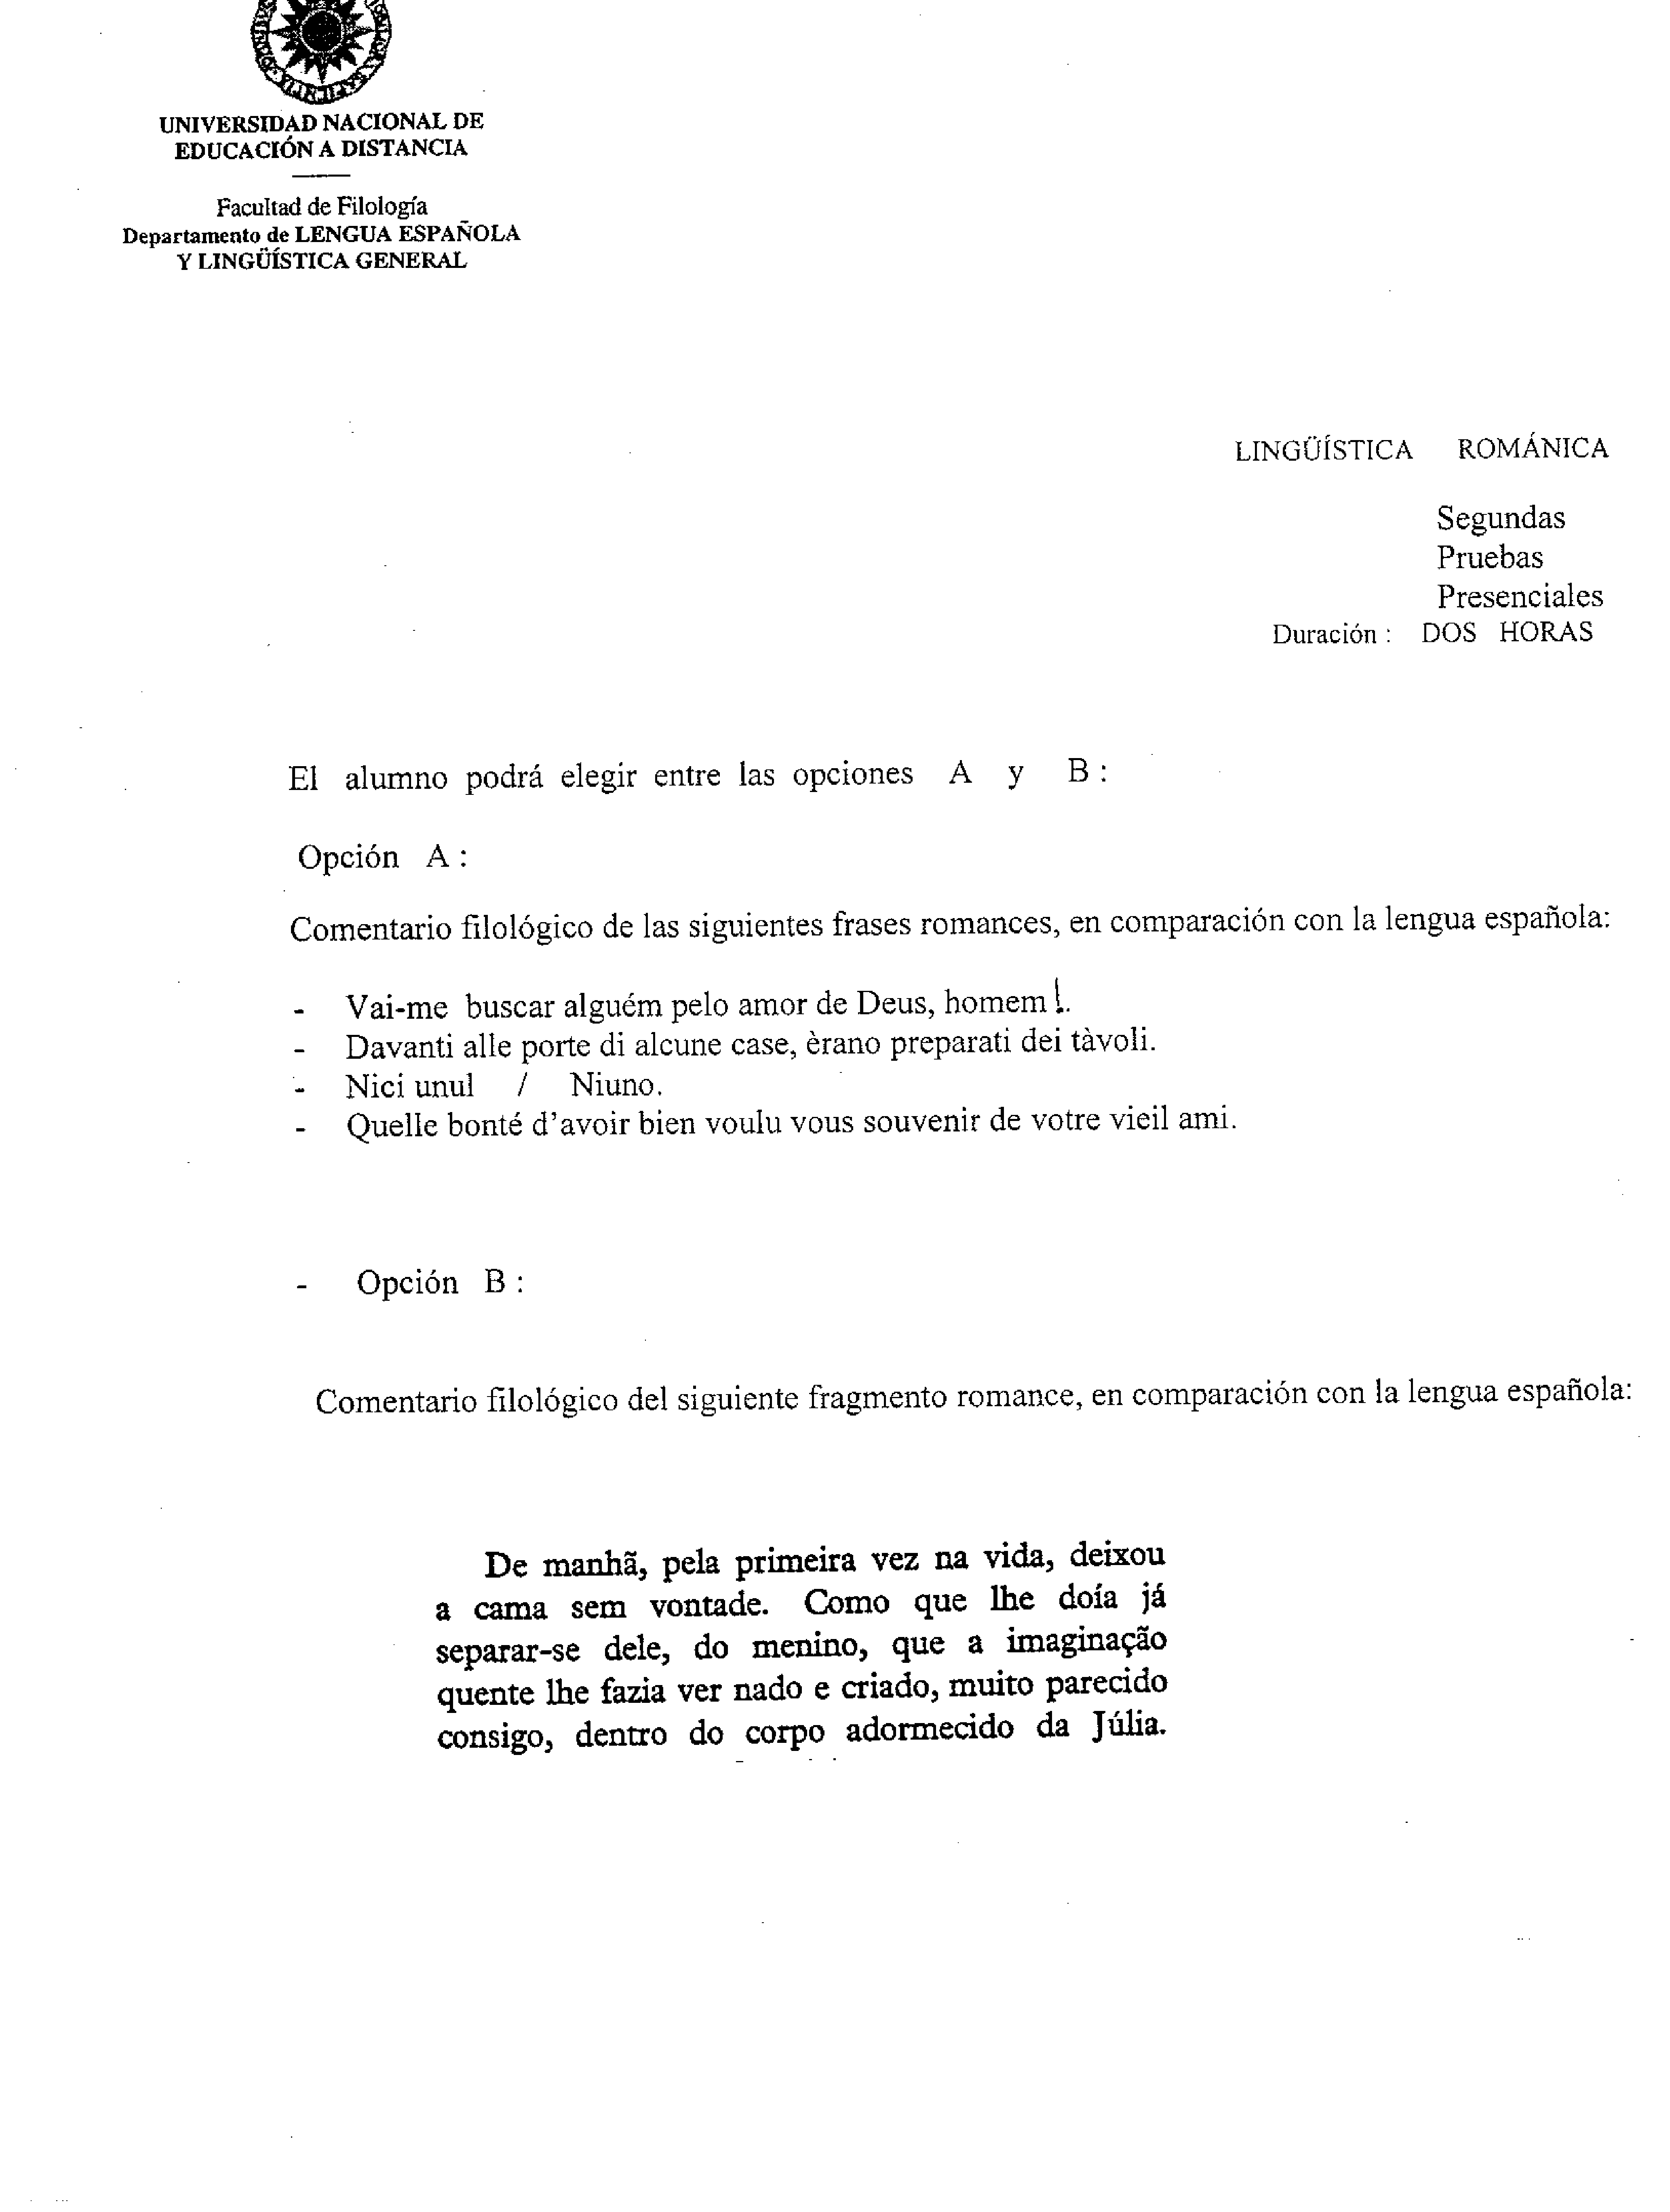 UNIVERSIDAD NACIONAL DE
EDUCACIÓN A DISTANCIA
Facultad de Filología
Departamento de LENGUA ESPAÑOLA
Y LINGÜÍSTICA GENERAL
LINGÜÍSTICA ROMÁNICA
Segundas
Pruebas
Presenciales
Duración : DOS HORAS
El alumno podrá elegir entre las opciones A y B :
Opción A :
Comentario filológico de las siguientes frases romances, en comparación con la lengua española:
- Vai-me buscar alguém pelo amor de Deus, homem !.
- Davanti alle porte di alcune case, èrano preparati dei tàvoli.
- Nici unul / Niuno.
- Quelle bonté d'avoir bien voulu vous souvenir de votre vieil ami.
- Opción B :
Comentario filológico del siguiente fragmento romance, en comparación con la lengua española:
De manhã, pela primeira vez na vida, deixou
a cama sem vontade. Como que lhe doía já
separar-se dele, do menino, que a imaginação
quente lhe fazia ver nado e criado, muito parecido
consigo, dentro do corpo adormecido da Júlia.